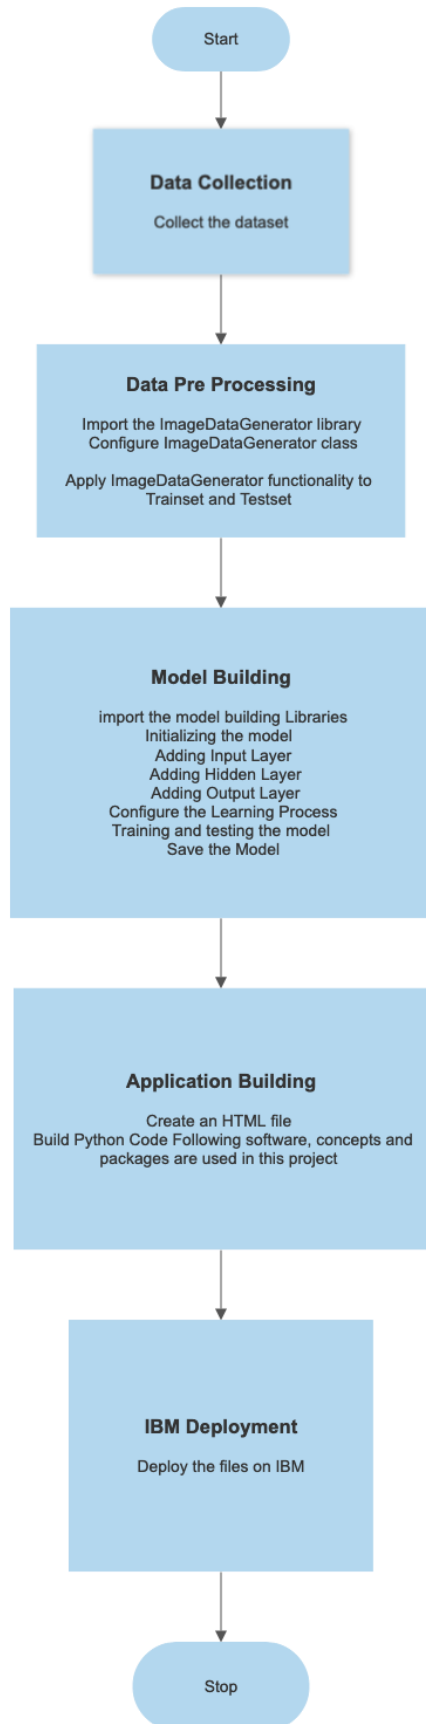 Start
Data Collection
Collect the dataset
Data Pre Processing
Import the ImageDataGenerator library
Configure ImageDataGenerator class
Apply ImageDataGenerator functionality to
Trainset and Testset
Model Building
import the model building Libraries
Initializing the model
Adding Input Layer
Adding Hidden Layer
Adding Output Layer
Configure the Learning Process
Training and testing the model
Save the Model
Application Building
Create an HTML file
Build Python Code Following software, concepts and
packages are used in this project
IBM Deployment
Deploy the files on IBM
Stop